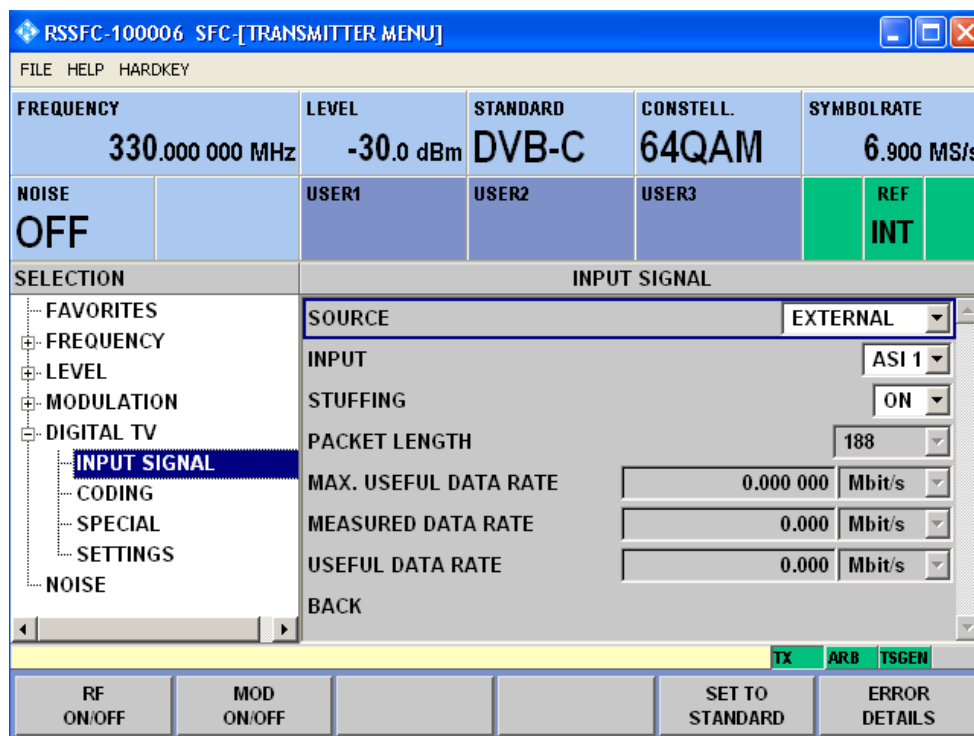 RSSFC-100006 SFC-[TRANSMITTER MENU]
FILE HELP HARDKEY
FREQUENCY
330.000 000 MHz
LEVEL
-30.0 dBm
STANDARD
DVB-C
CONSTELL.
64QAM
SYMBOLRATE
6.900 MS/s
NOISE
OFF
USER1
USER2
USER3
REF
INT
SELECTION
FAVORITES
FREQUENCY
LEVEL
MODULATION
DIGITAL TV
INPUT SIGNAL
CODING
SPECIAL
SETTINGS
NOISE
INPUT SIGNAL
SOURCE EXTERNAL
INPUT ASI 1
STUFFING ON
PACKET LENGTH 188
MAX. USEFUL DATA RATE 0.000 000 Mbit/s
MEASURED DATA RATE 0.000 Mbit/s
USEFUL DATA RATE 0.000 Mbit/s
BACK
TX ARB TSGEN
RF ON/OFF
MOD ON/OFF
SET TO STANDARD
ERROR DETAILS